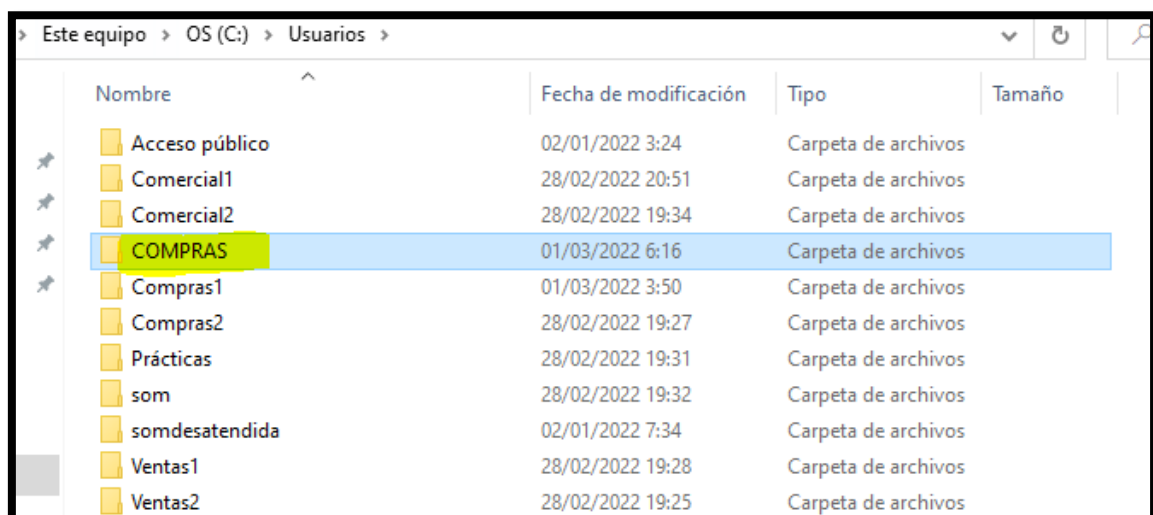 Este equipo > OS (C:) > Usuarios >
Nombre Fecha de modificación Tipo Tamaño
Acceso público 02/01/2022 3:24 Carpeta de archivos
Comercial1 28/02/2022 20:51 Carpeta de archivos
Comercial2 28/02/2022 19:34 Carpeta de archivos
COMPRAS 01/03/2022 6:16 Carpeta de archivos
Compras1 01/03/2022 3:50 Carpeta de archivos
Compras2 28/02/2022 19:27 Carpeta de archivos
Prácticas 28/02/2022 19:31 Carpeta de archivos
som 28/02/2022 19:32 Carpeta de archivos
somdesatendida 02/01/2022 7:34 Carpeta de archivos
Ventas1 28/02/2022 19:28 Carpeta de archivos
Ventas2 28/02/2022 19:25 Carpeta de archivos